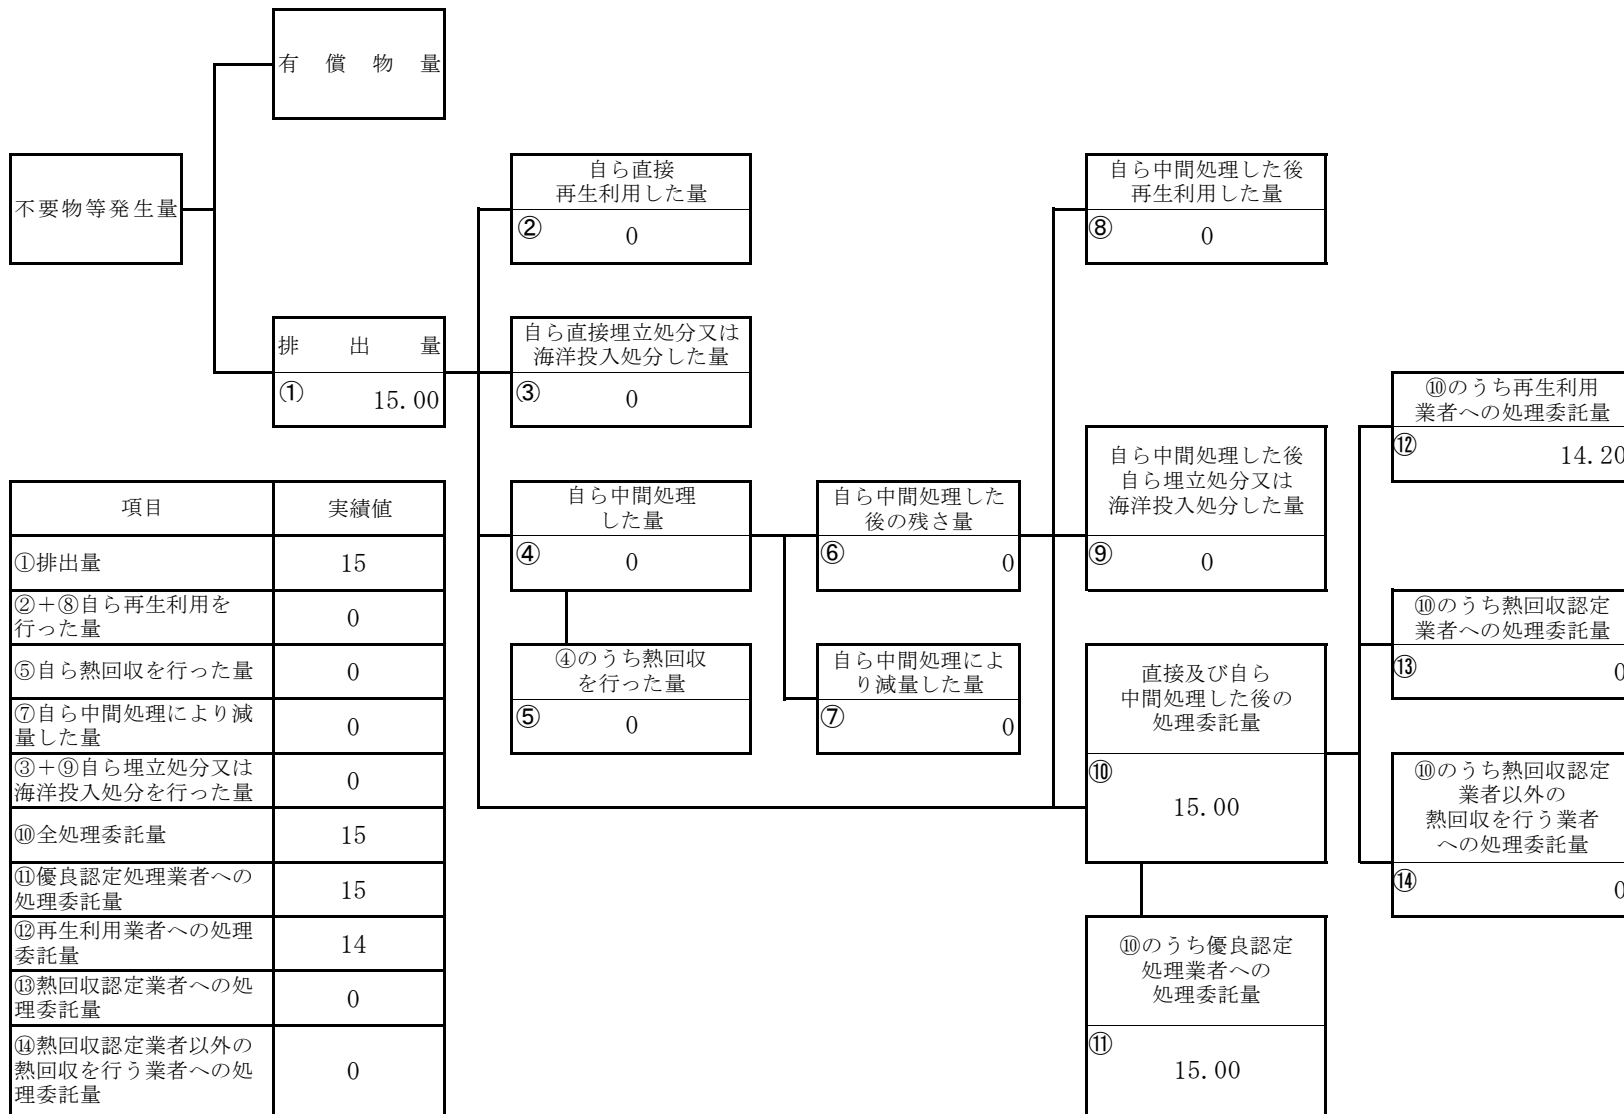 有償物量
不要物等発生量
排出量
① 15.00
自ら直接
再生利用した量
② 0
自ら直接埋立処分又は
海洋投入処分した量
③ 0
自ら中間処理
した量
④ 0
④のうち熱回収
を行った量
⑤ 0
自ら中間処理した
後の残さ量
⑥ 0
自ら中間処理によ
り減量した量
⑦ 0
自ら中間処理した後
再生利用した量
⑧ 0
自ら中間処理した後
自ら埋立処分又は
海洋投入処分した量
⑨ 0
直接及び自ら
中間処理した後の
処理委託量
⑩
15.00
⑩のうち優良認定
処理業者への
処理委託量
⑪
15.00
⑩のうち再生利用
業者への処理委託量
⑫ 14.20
⑩のうち熱回収認定
業者への処理委託量
⑬ 0
⑩のうち熱回収認定
業者以外の
熱回収を行う業者
への処理委託量
⑭ 0
項目 実績値
①排出量 15
②+⑧自ら再生利用を
行った量 0
⑤自ら熱回収を行った量 0
⑦自ら中間処理により減
量した量 0
③+⑨自ら埋立処分又は
海洋投入処分を行った量 0
⑩全処理委託量 15
⑪優良認定処理業者への
処理委託量 15
⑫再生利用業者への処理
委託量 14
⑬熱回収認定業者への処
理委託量 0
⑭熱回収認定業者以外の
熱回収を行う業者への処
理委託量 0